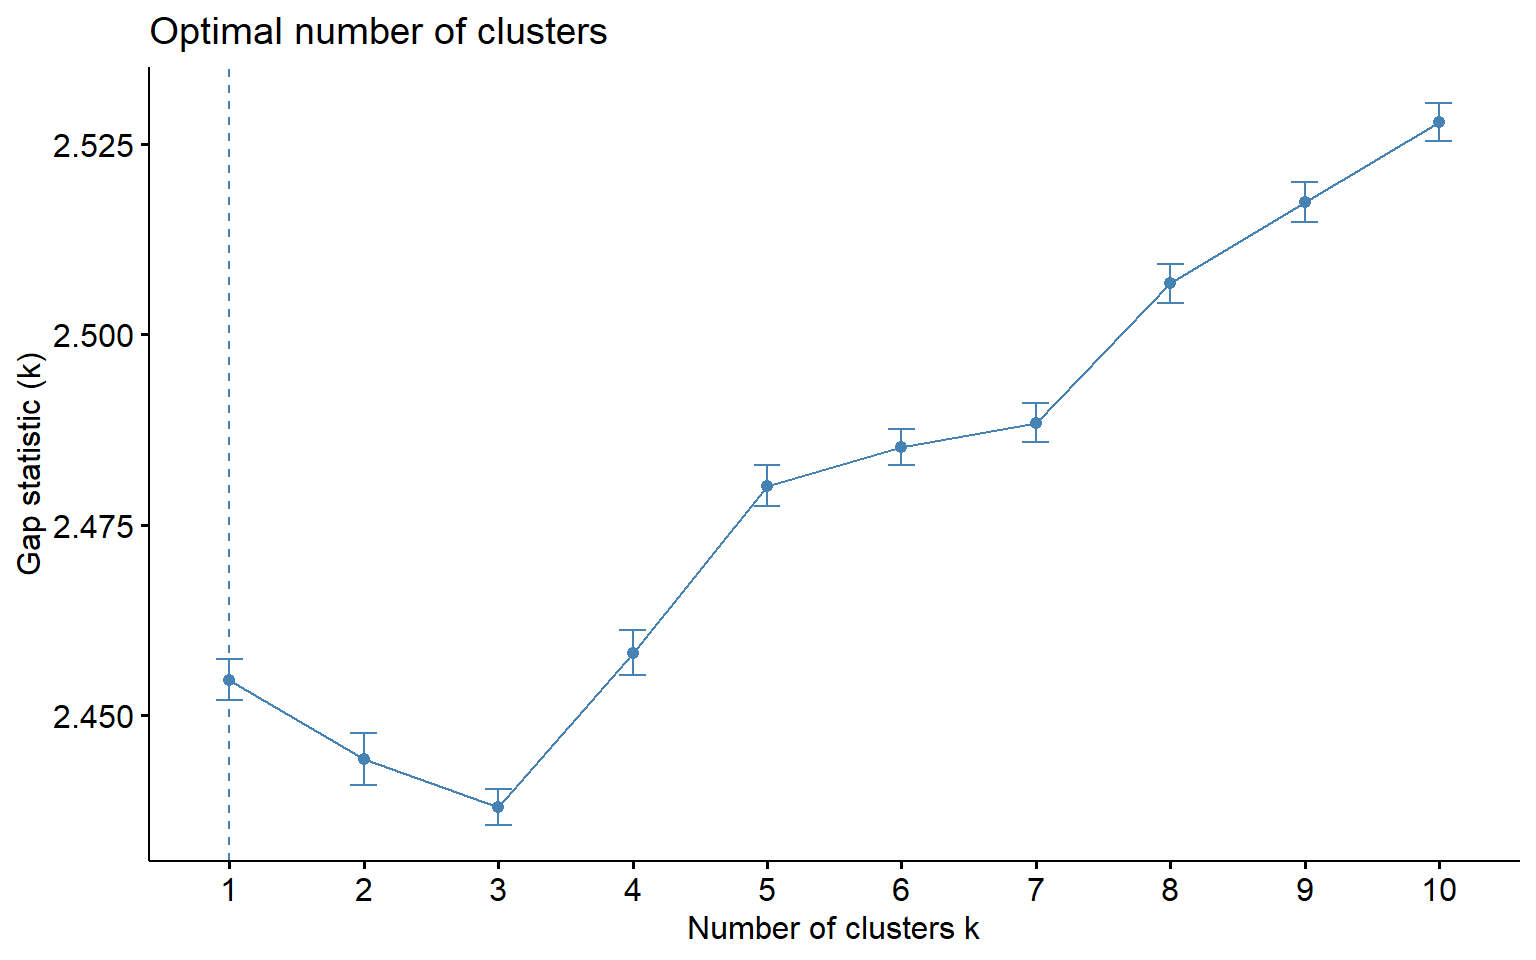 Optimal number of clusters
Gap statistic (k)
2.525
2.500
2.475
2.450
1 2 3 4 5 6 7 8 9 10
Number of clusters k